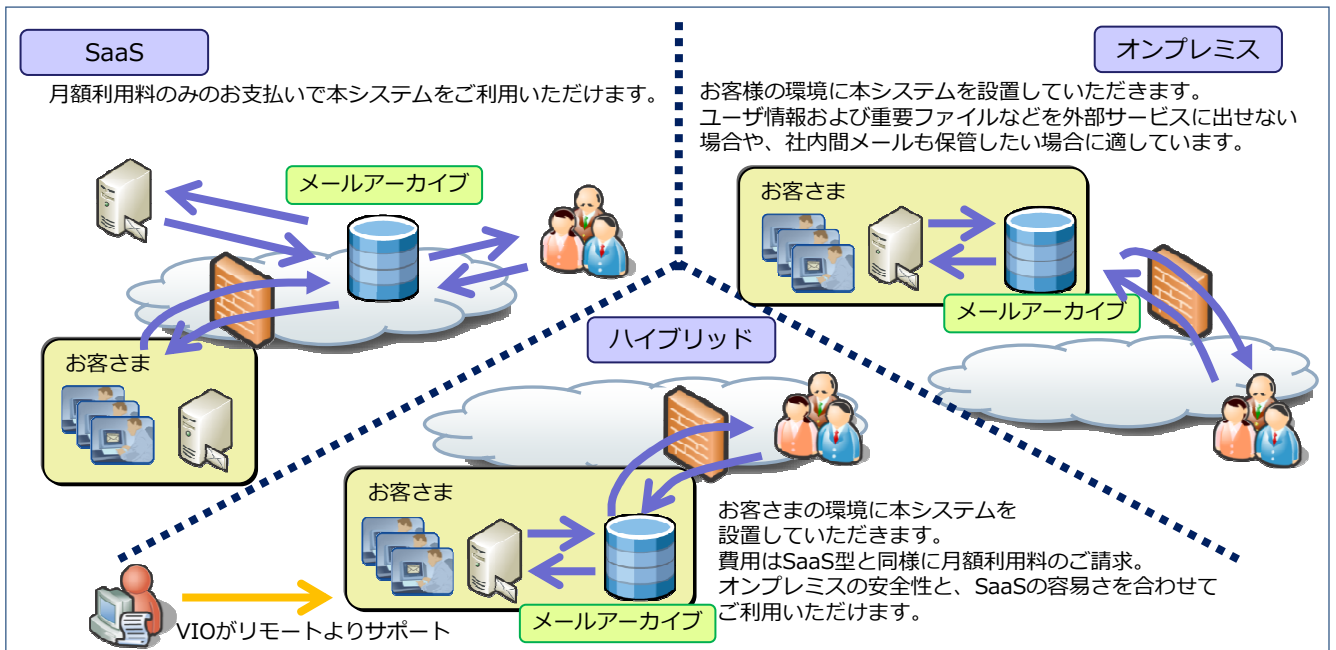 SaaS
月額利用料のみのお支払いで本システムをご利用いただけます。
メールアーカイブ
お客さま
オンプレミス
お客様の環境に本システムを設置していただきます。
ユーザ情報および重要ファイルなどを外部サービスに出せない
場合や、社内間メールも保管したい場合に適しています。
お客さま
メールアーカイブ
ハイブリッド
お客さま
メールアーカイブ
お客さまの環境に本システムを
設置していただきます。
費用はSaaS型と同様に月額利用料のご請求。
オンプレミスの安全性と、SaaSの容易さを合わせて
ご利用いただけます。
VIOがリモートよりサポート